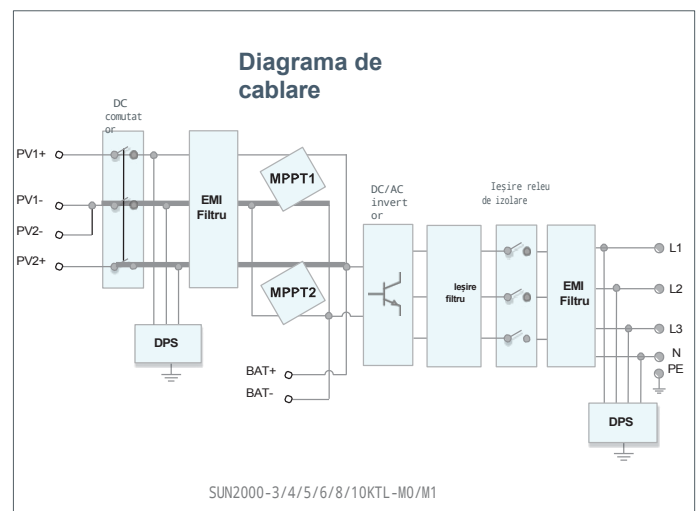 Diagrama de
cablare
DC
comutat
or
PV1+
PV1-
PV2-
PV2+
EMI
Filtru
MPPT1
MPPT2
DPS
BAT+
BAT-
DC/AC
invert
or
Ieșire
filtru
Ieșire releu
de izolare
EMI
Filtru
L1
L2
L3
N
PE
DPS
SUN2000-3/4/5/6/8/10KTL-M0/M1